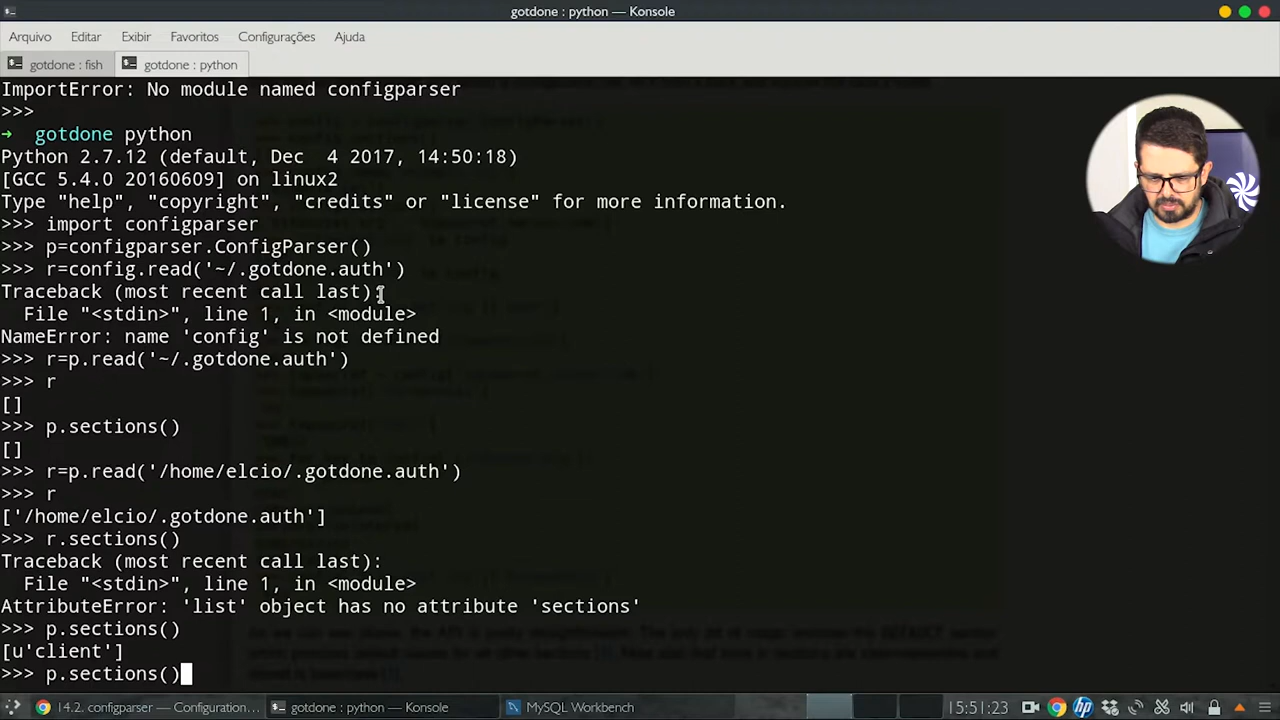 gotdone : python — Konsole
Arquivo Editar Exibir Favoritos Configurações Ajuda
gotdone : fish gotdone : python
ImportError: No module named configparser
>>>
➜ gotdone python
Python 2.7.12 (default, Dec  4 2017, 14:50:18)
[GCC 5.4.0 20160609] on linux2
Type "help", "copyright", "credits" or "license" for more information.
>>> import configparser
>>> p=configparser.ConfigParser()
>>> r=config.read('~/.gotdone.auth')
Traceback (most recent call last):
  File "<stdin>", line 1, in <module>
NameError: name 'config' is not defined
>>> r=p.read('~/.gotdone.auth')
>>> r
[]
>>> p.sections()
[]
>>> r=p.read('/home/elcio/.gotdone.auth')
>>> r
['/home/elcio/.gotdone.auth']
>>> r.sections()
Traceback (most recent call last):
  File "<stdin>", line 1, in <module>
AttributeError: 'list' object has no attribute 'sections'
>>> p.sections()
[u'client']
>>> p.sections()
14.2. configparser — Configuration... gotdone : python — Konsole MySQL Workbench 15:51:23